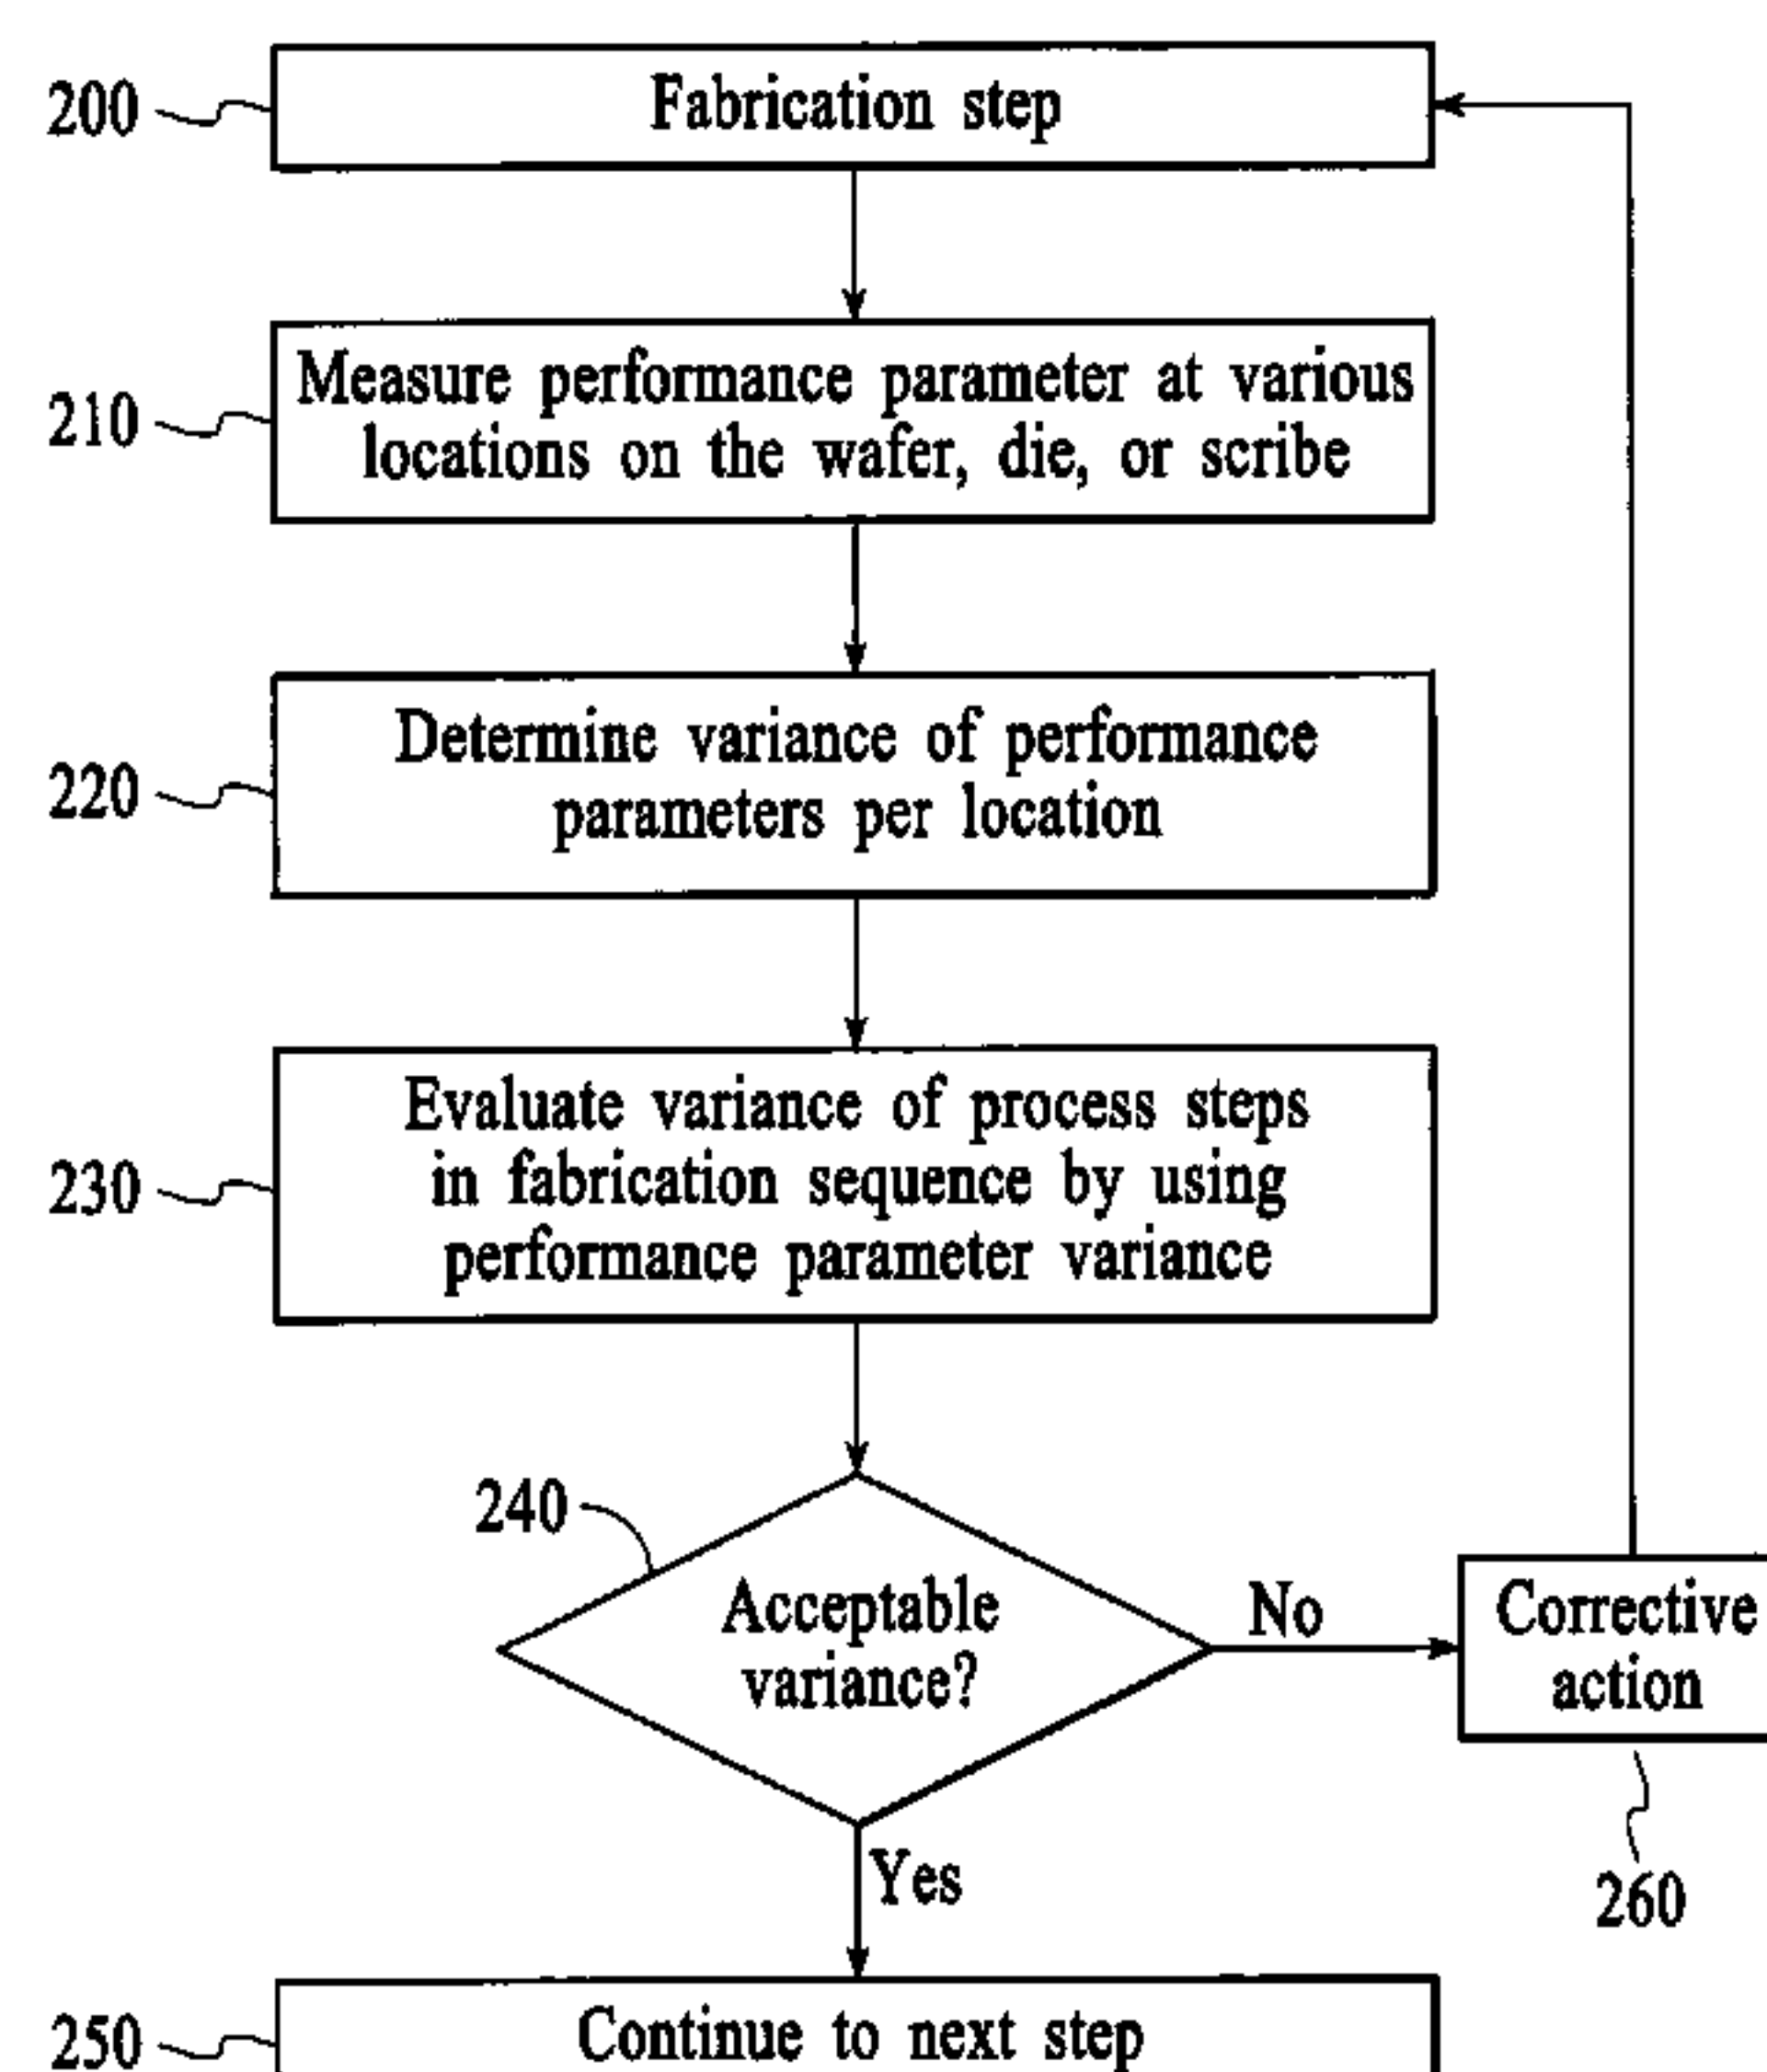 200
Fabrication step
210
Measure performance parameter at various
locations on the wafer, die, or scribe
220
Determine variance of performance
parameters per location
230
Evaluate variance of process steps
in fabrication sequence by using
performance parameter variance
240
Acceptable
variance?
No
Corrective
action
260
Yes
250
Continue to next step